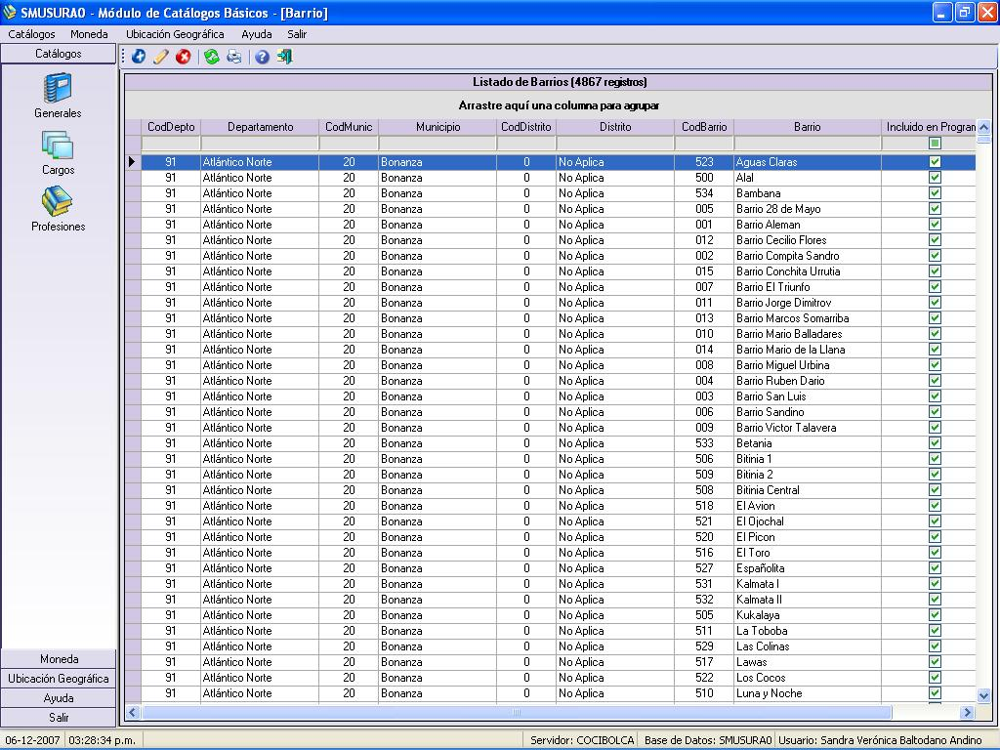 SMUSURA0 - Módulo de Catálogos Básicos - [Barrio]
Catálogos Moneda Ubicación Geográfica Ayuda Salir
Catálogos
Generales
Cargos
Profesiones
Moneda
Ubicación Geográfica
Ayuda
Salir
Listado de Barrios (4867 registros)
Arrastre aquí una columna para agrupar
CodDepto Departamento CodMunic Municipio CodDistrito Distrito CodBarrio Barrio Incluido en Program
91 Atlántico Norte 20 Bonanza 0 No Aplica 523 Aguas Claras
91 Atlántico Norte 20 Bonanza 0 No Aplica 500 Alal
91 Atlántico Norte 20 Bonanza 0 No Aplica 534 Bambana
91 Atlántico Norte 20 Bonanza 0 No Aplica 005 Barrio 28 de Mayo
91 Atlántico Norte 20 Bonanza 0 No Aplica 001 Barrio Aleman
91 Atlántico Norte 20 Bonanza 0 No Aplica 012 Barrio Cecilio Flores
91 Atlántico Norte 20 Bonanza 0 No Aplica 002 Barrio Compita Sandro
91 Atlántico Norte 20 Bonanza 0 No Aplica 015 Barrio Conchita Urrutia
91 Atlántico Norte 20 Bonanza 0 No Aplica 007 Barrio El Triunfo
91 Atlántico Norte 20 Bonanza 0 No Aplica 011 Barrio Jorge Dimitrov
91 Atlántico Norte 20 Bonanza 0 No Aplica 013 Barrio Marcos Somarriba
91 Atlántico Norte 20 Bonanza 0 No Aplica 010 Barrio Mario Balladares
91 Atlántico Norte 20 Bonanza 0 No Aplica 014 Barrio Mario de la Llana
91 Atlántico Norte 20 Bonanza 0 No Aplica 008 Barrio Miguel Urbina
91 Atlántico Norte 20 Bonanza 0 No Aplica 004 Barrio Ruben Dario
91 Atlántico Norte 20 Bonanza 0 No Aplica 003 Barrio San Luis
91 Atlántico Norte 20 Bonanza 0 No Aplica 006 Barrio Sandino
91 Atlántico Norte 20 Bonanza 0 No Aplica 009 Barrio Victor Talavera
91 Atlántico Norte 20 Bonanza 0 No Aplica 533 Betania
91 Atlántico Norte 20 Bonanza 0 No Aplica 506 Bitinia 1
91 Atlántico Norte 20 Bonanza 0 No Aplica 509 Bitinia 2
91 Atlántico Norte 20 Bonanza 0 No Aplica 508 Bitinia Central
91 Atlántico Norte 20 Bonanza 0 No Aplica 518 El Avion
91 Atlántico Norte 20 Bonanza 0 No Aplica 521 El Ojochal
91 Atlántico Norte 20 Bonanza 0 No Aplica 520 El Picon
91 Atlántico Norte 20 Bonanza 0 No Aplica 516 El Toro
91 Atlántico Norte 20 Bonanza 0 No Aplica 527 Españolita
91 Atlántico Norte 20 Bonanza 0 No Aplica 531 Kalmata I
91 Atlántico Norte 20 Bonanza 0 No Aplica 532 Kalmata II
91 Atlántico Norte 20 Bonanza 0 No Aplica 505 Kukalaya
91 Atlántico Norte 20 Bonanza 0 No Aplica 511 La Toboba
91 Atlántico Norte 20 Bonanza 0 No Aplica 529 Las Colinas
91 Atlántico Norte 20 Bonanza 0 No Aplica 517 Lawas
91 Atlántico Norte 20 Bonanza 0 No Aplica 522 Los Cocos
91 Atlántico Norte 20 Bonanza 0 No Aplica 510 Luna y Noche
06-12-2007 03:28:34 p.m. Servidor: COCIBOLCA Base de Datos: SMUSURA0 Usuario: Sandra Verónica Baltodano Andino